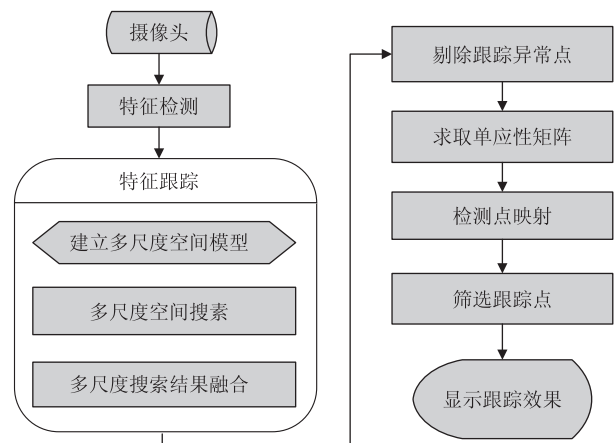 摄像头
特征检测
特征跟踪
建立多尺度空间模型
多尺度空间搜素
多尺度搜索结果融合
剔除跟踪异常点
求取单应性矩阵
检测点映射
筛选跟踪点
显示跟踪效果